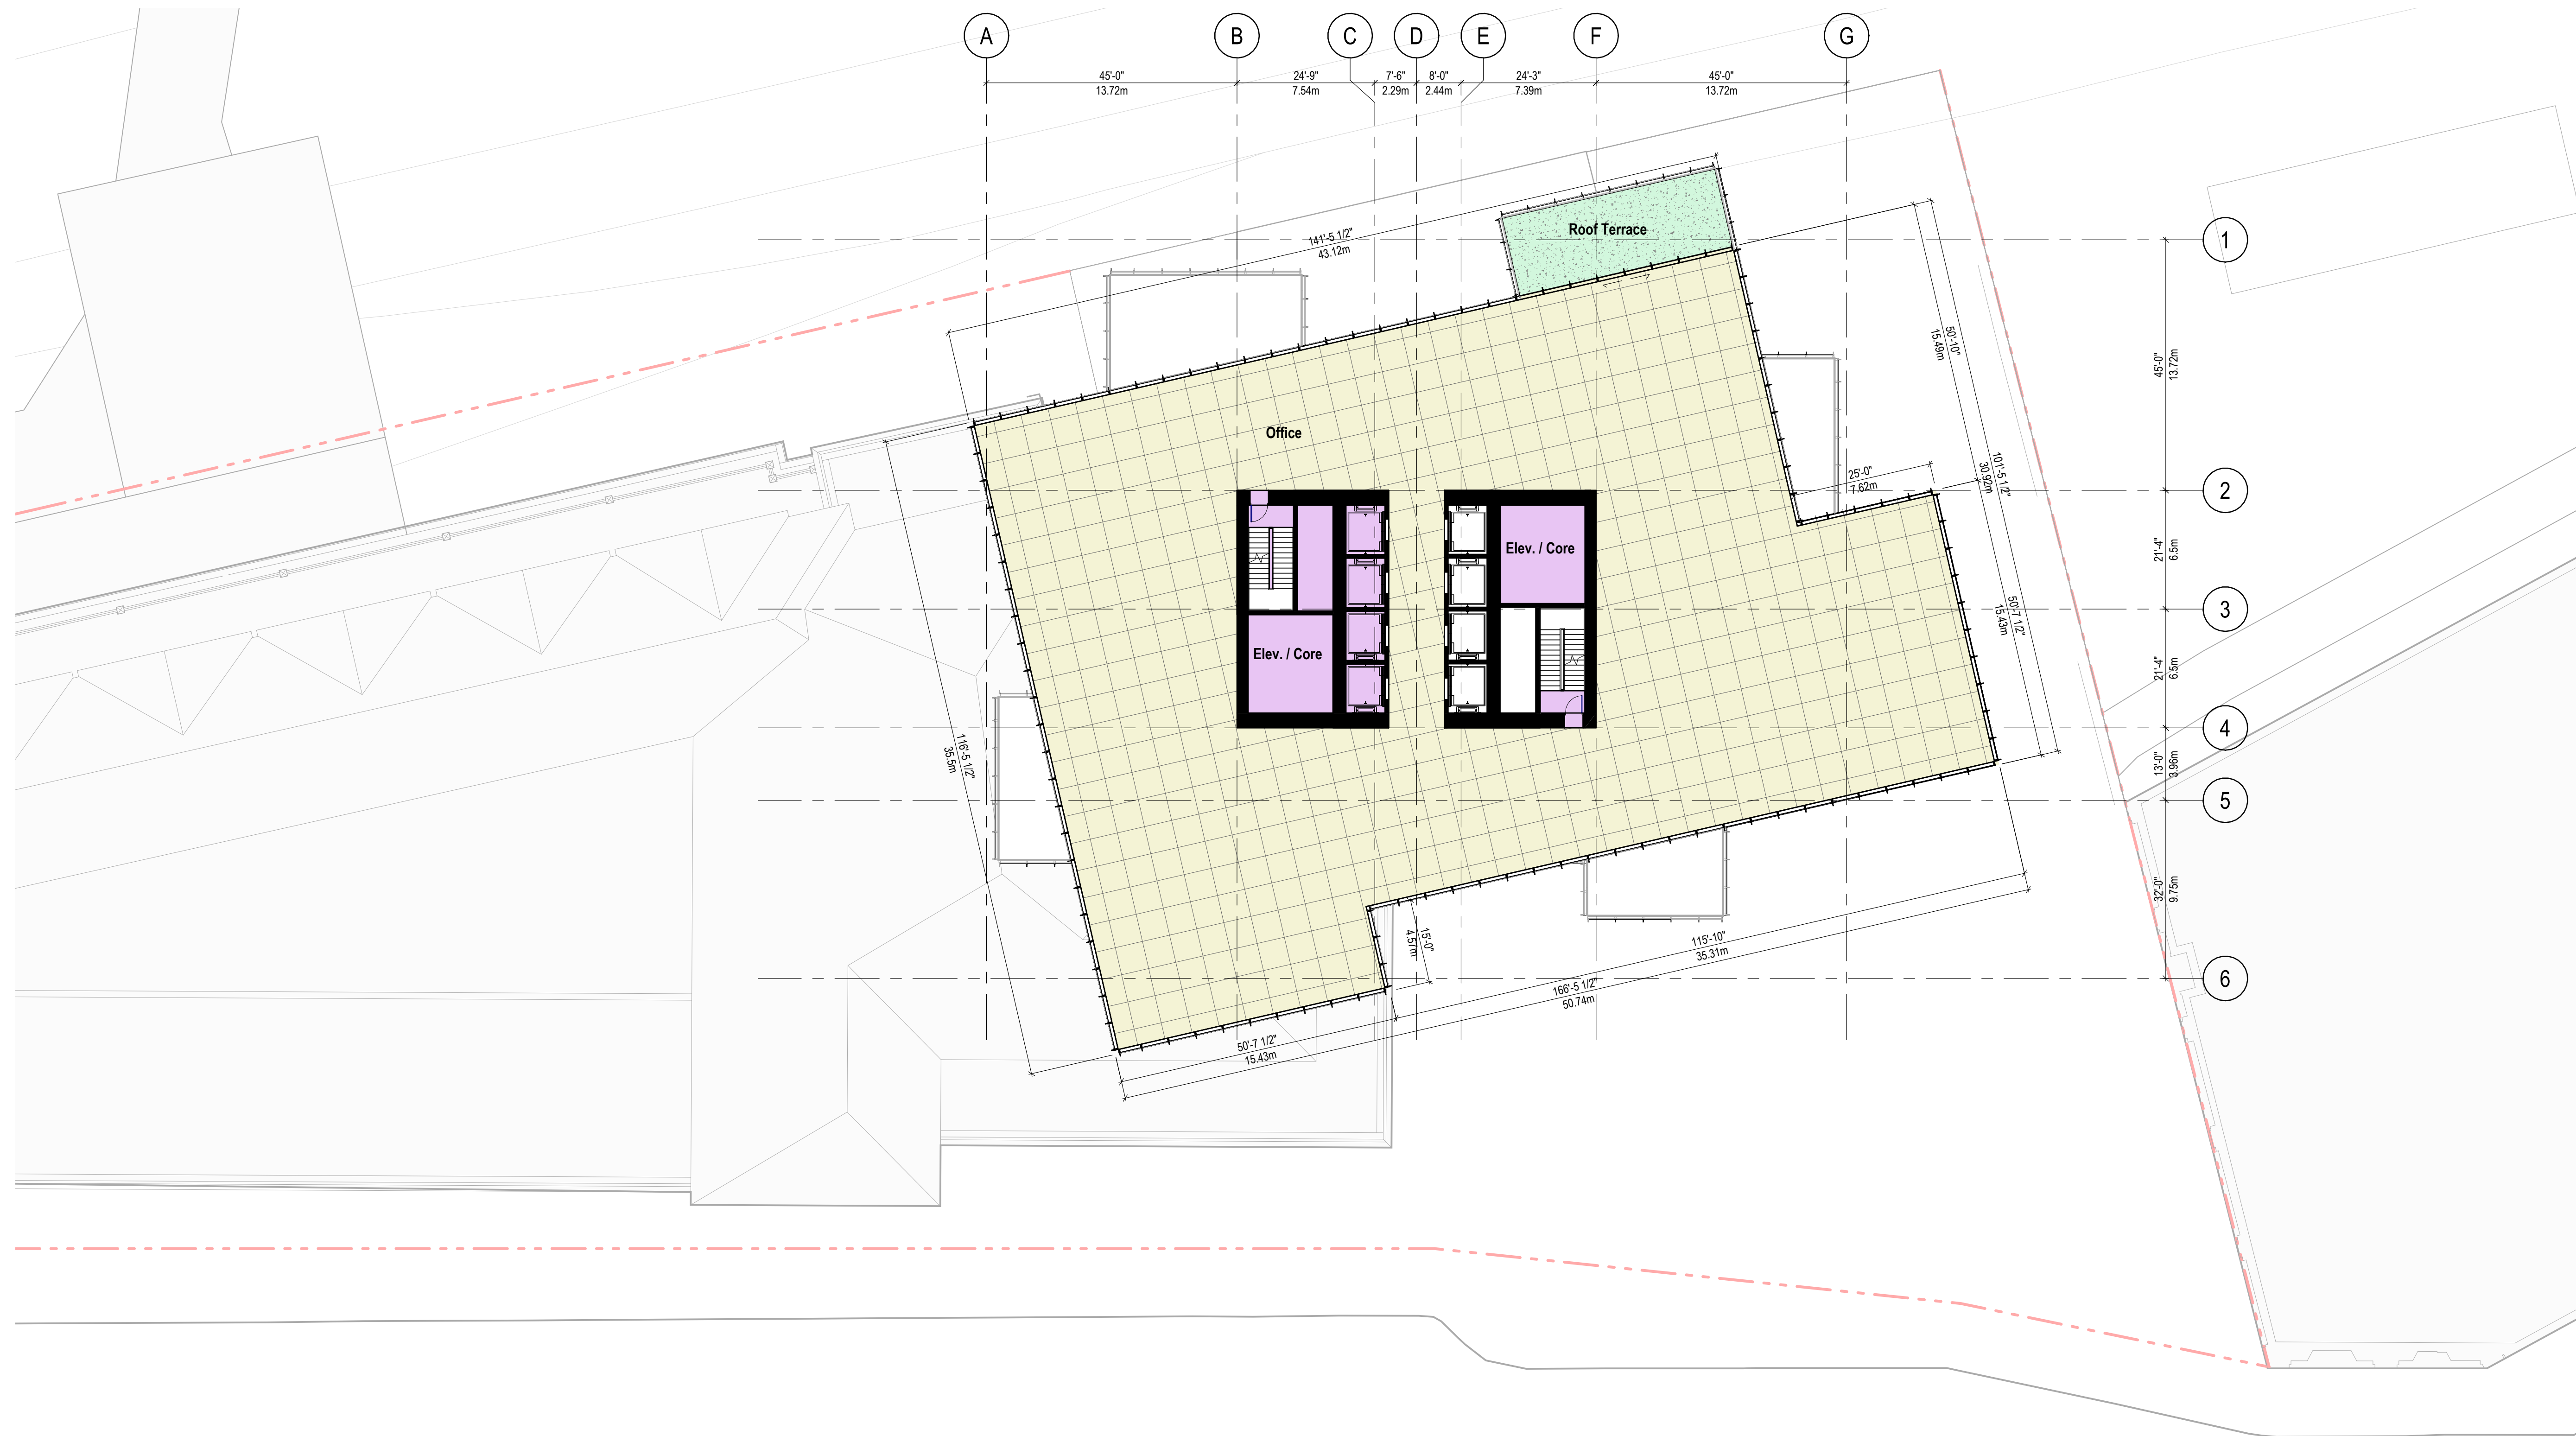 A
B
C
D
E
F
G
45'-0"
13.72m
24'-9"
7.54m
7'-6"
2.29m
8'-0"
2.44m
24'-3"
7.39m
45'-0"
13.72m
Roof Terrace
1
141'-5 1/2"
43.12m
50'-10"
15.49m
45'-0"
13.72m
Office
25'-0"
7.62m
101'-5 1/2"
30.92m
2
Elev. / Core
21'-4"
6.5m
50'-7 1/2"
15.43m
3
Elev. / Core
21'-4"
6.5m
4
116'-5 1/2"
35.5m
13'-0"
3.96m
5
32'-0"
9.75m
15'-0"
4.57m
115'-10"
35.31m
6
166'-5 1/2"
50.74m
50'-7 1/2"
15.43m